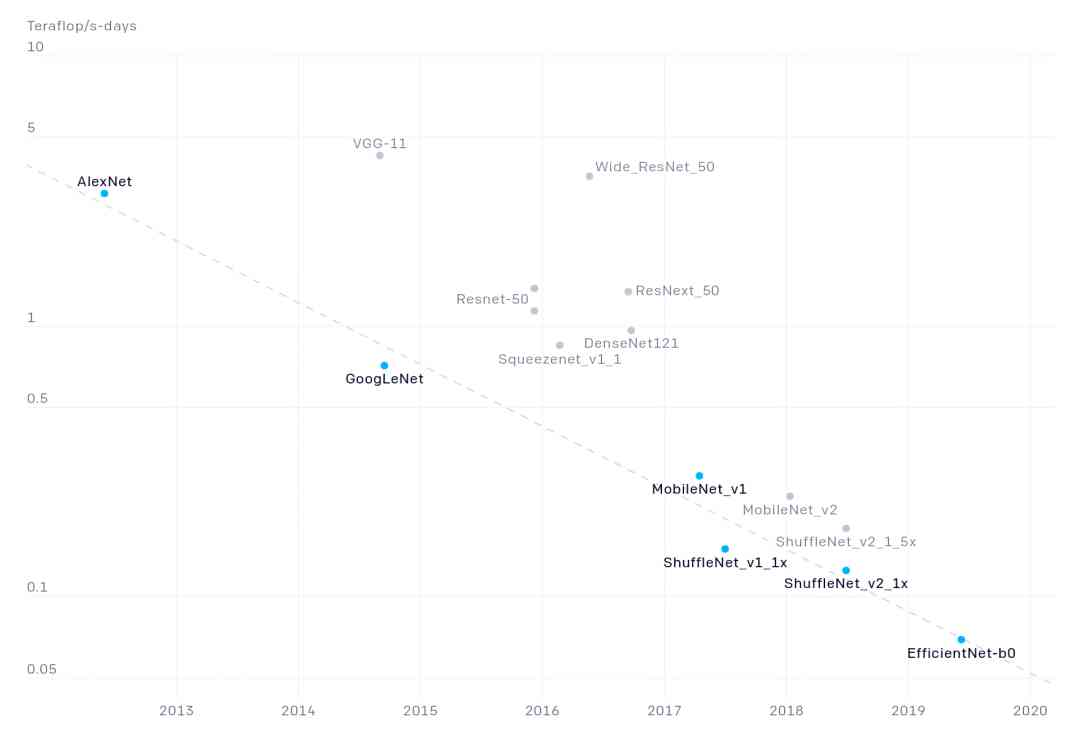 Teraflop/s-days
10
5
VGG-11
Wide_ResNet_50
AlexNet
ResNext_50
Resnet-50
1
DenseNet121
Squeezenet_v1_1
GoogLeNet
0.5
MobileNet_v1
MobileNet_v2
ShuffleNet_v2_1_5x
ShuffleNet_v1_1x
ShuffleNet_v2_1x
0.1
EfficientNet-b0
0.05
2013 2014 2015 2016 2017 2018 2019 2020